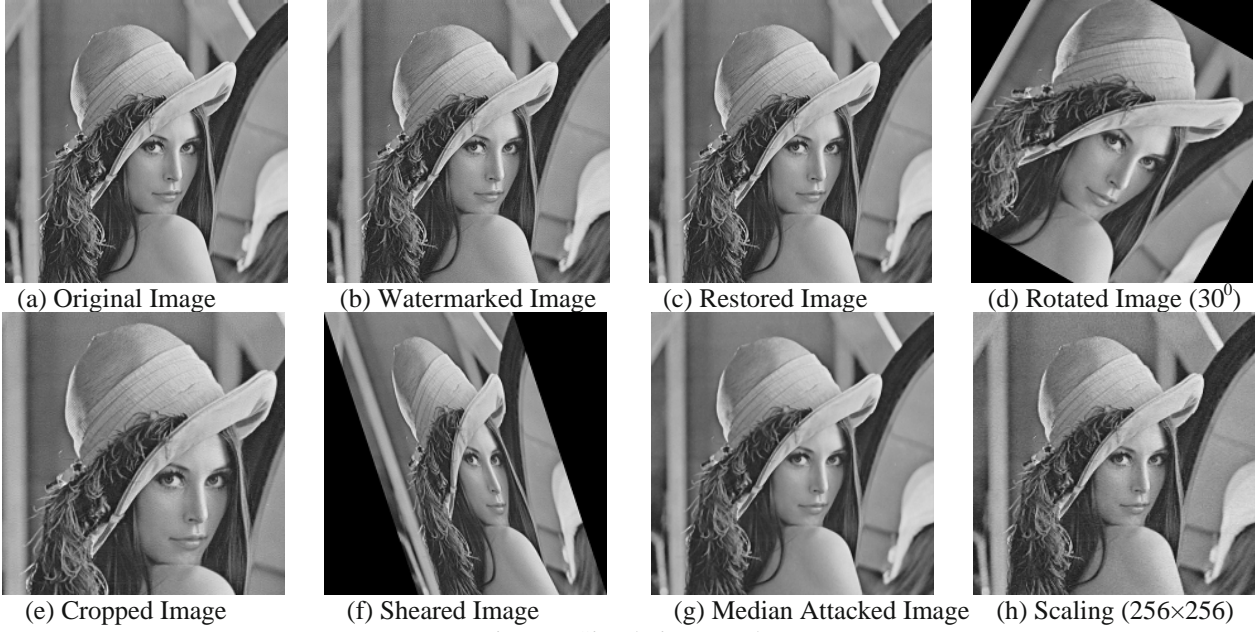 (a) Original Image
(b) Watermarked Image
(c) Restored Image
(d) Rotated Image (30⁰)
(e) Cropped Image
(f) Sheared Image
(g) Median Attacked Image
(h) Scaling (256×256)